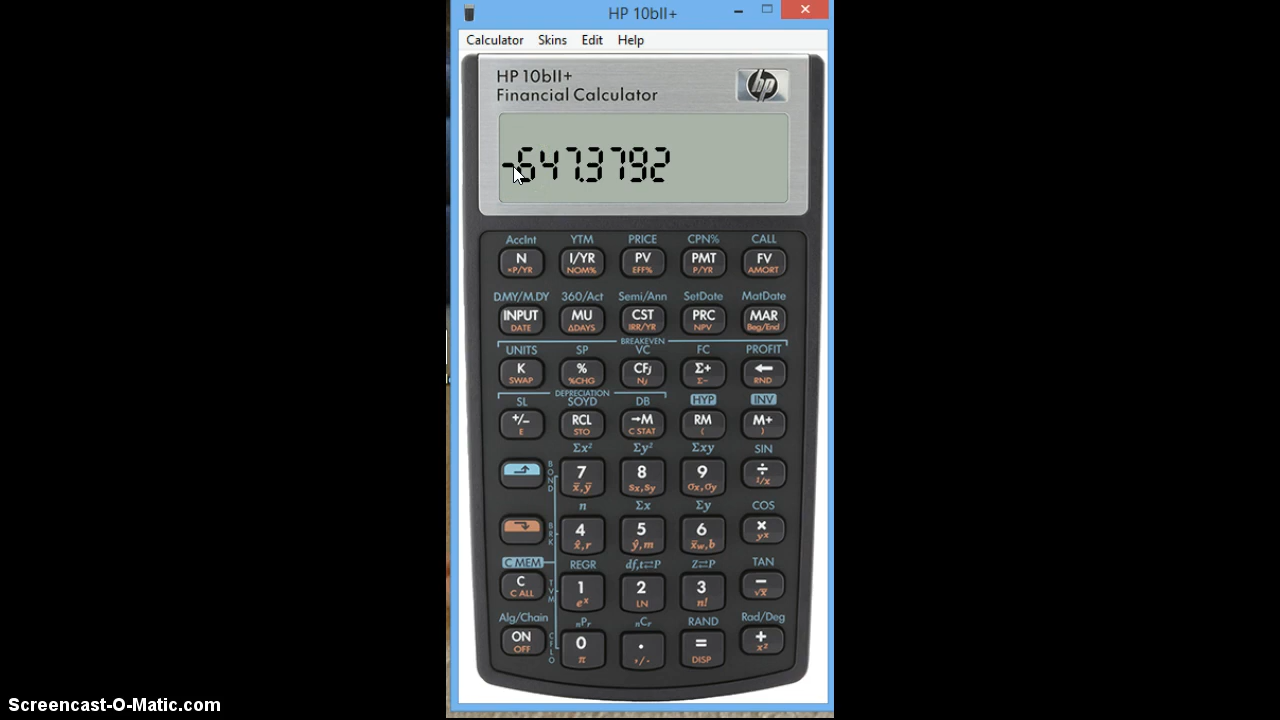 HP 10bII+
Calculator Skins Edit Help
HP 10bII+
Financial Calculator
hp
-647.3792
AccInt YTM PRICE CPN% CALL
N I/YR PV PMT FV
×P/YR NOM% EFF% P/YR AMORT
D.MY/M.DY 360/Act Semi/Ann SetDate MatDate
INPUT MU CST PRC MAR
DATE ΔDAYS IRR/YR NPV Beg/End
BREAKEVEN
UNITS SP VC FC PROFIT
K % CFj Σ+ ←
SWAP %CHG Nj Σ− RND
DEPRECIATION
SL SOYD DB HYP INV
+/− RCL →M RM M+
E STO C STAT ( )
Σx² Σy² Σxy SIN
7 8 9 ÷
x̄,ȳ sx,sy σx,σy 1/x
BOND
n Σx Σy COS
4 5 6 ×
x̂,r ŷ,m x̄w,b yˣ
BRK
C MEM REGR df,t⇄P Z⇄P TAN
C 1 2 3 −
C ALL eˣ LN n! √x
TVM
Alg/Chain nPr nCr RAND Rad/Deg
ON 0 . = +
OFF π ,/. DISP x²
CFLO
Screencast-O-Matic.com